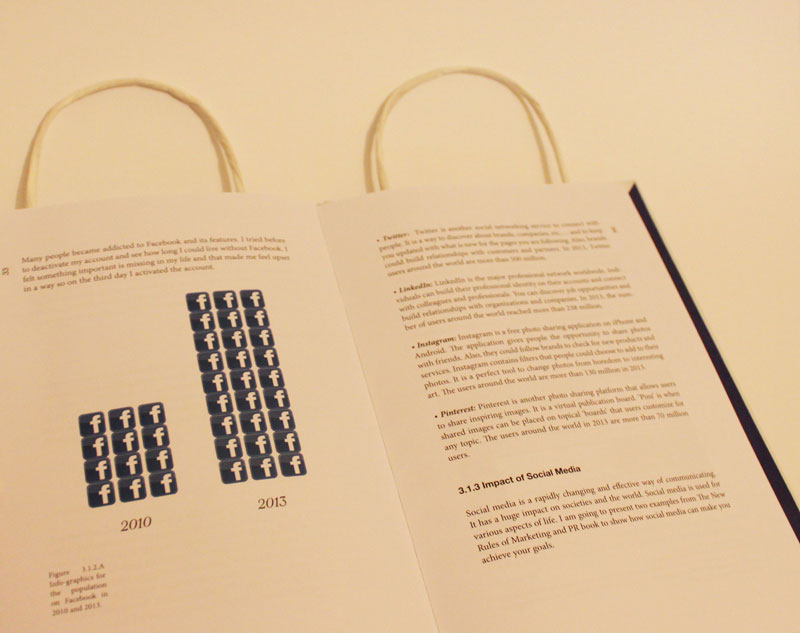 Many people became addicted to Facebook and its features. I tried before
to deactivate my account and see how long I could live without Facebook, I
felt something important is missing in my life and that made me feel upset
in a way so on the third day I activated the account.
2010
2013
Figure 3.1.2.A
Info-graphics for
the population
on Facebook in
2010 and 2013.
• Twitter: Twitter is another social networking service to connect with
people. It is a way to discover about brands, companies, etc... and to keep
you updated with what is new for the pages you are following. Also, brands
could build relationships with customers and partners. In 2013, Twitter
users around the world are more than 500 million.
• LinkedIn: LinkedIn is the major professional network worldwide. Indi-
viduals can build their professional identity on their accounts and connect
with colleagues and professionals. You can discover job opportunities and
build relationships with organizations and companies. In 2013, the num-
ber of users around the world reached more than 238 million.
• Instagram: Instagram is a free photo sharing application on iPhone and
Android. The application gives people the opportunity to share photos
with friends. Also, they could follow brands to check for new products and
services. Instagram contains filters that people could choose to add to their
photos. It is a perfect tool to change photos from boredom to interesting
art. The users around the world are more than 130 million in 2013.
• Pinterest: Pinterest is another photo sharing platform that allows users
to share inspiring images. It is a virtual publication board. 'Pins' is when
shared images can be placed on topical 'boards' that users customize for
any topic. The users around the world in 2013 are more than 70 million
users.
3.1.3 Impact of Social Media
Social media is a rapidly changing and effective way of communicating.
It has a huge impact on societies and the world. Social media is used for
various aspects of life. I am going to present two examples from The New
Rules of Marketing and PR book to show how social media can make you
achieve your goals.